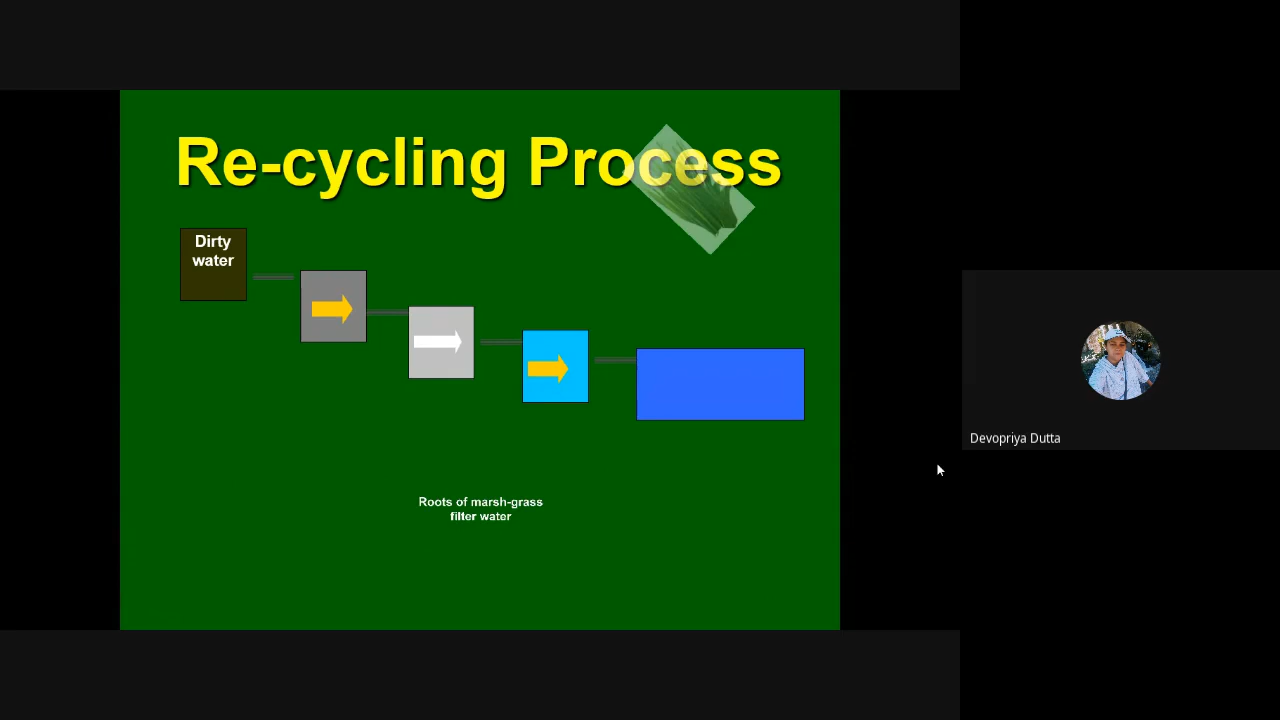 Re-cycling Process
Dirty
water
Roots of marsh-grass
filter water
Devopriya Dutta